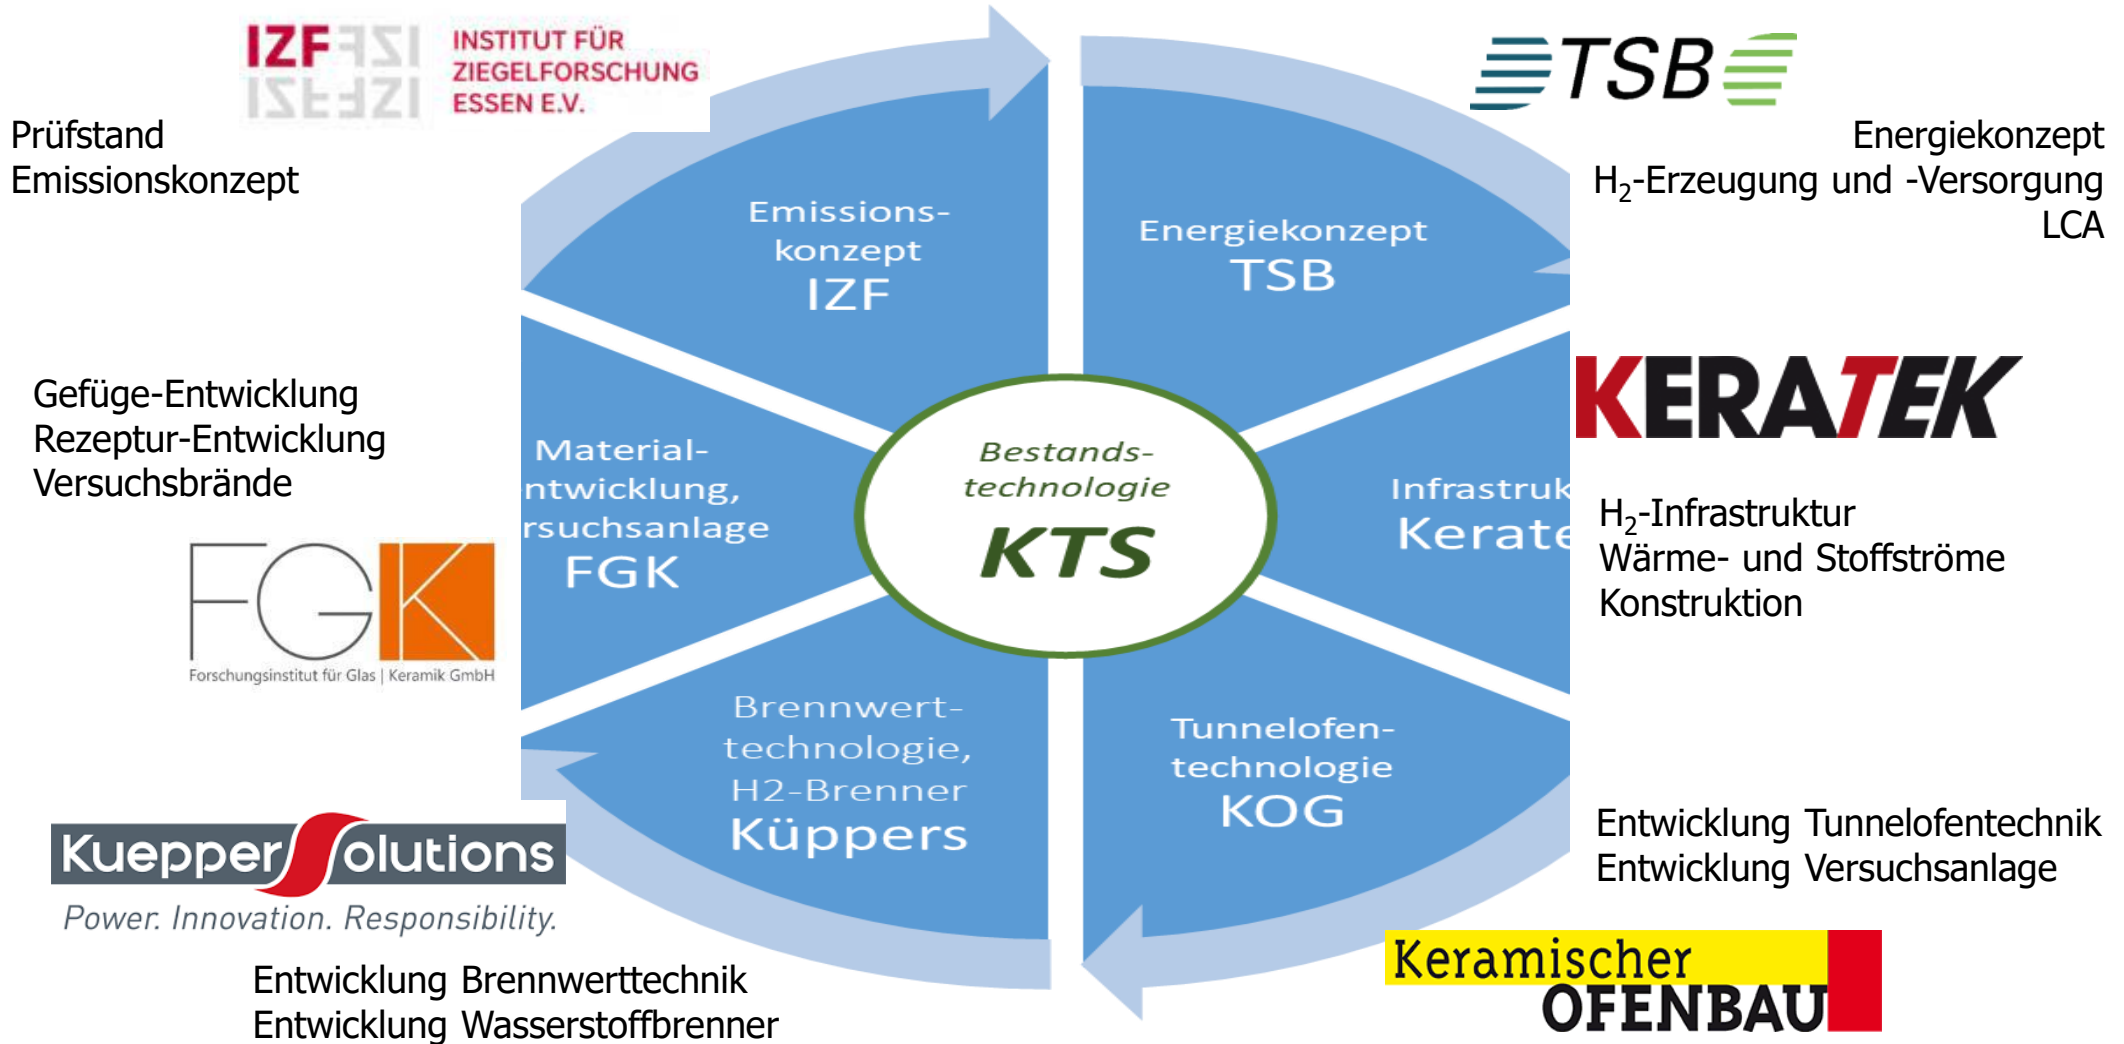 IZF
INSTITUT FÜR
ZIEGELFORSCHUNG
ESSEN E.V.
Prüfstand
Emissionskonzept
TSB
Energiekonzept
H₂-Erzeugung und -Versorgung
LCA
Emissions-
konzept
IZF
Energiekonzept
TSB
Gefüge-Entwicklung
Rezeptur-Entwicklung
Versuchsbrände
FGK
Forschungsinstitut für Glas | Keramik GmbH
Material-
ntwicklung,
rsuchsanlage
FGK
Bestands-
technologie
KTS
Infrastruk
Kerate
KERATEK
H₂-Infrastruktur
Wärme- und Stoffströme
Konstruktion
Brennwert-
technologie,
H2-Brenner
Küppers
Tunnelofen-
technologie
KOG
KuepperSolutions
Power. Innovation. Responsibility.
Entwicklung Brennwerttechnik
Entwicklung Wasserstoffbrenner
Entwicklung Tunnelofentechnik
Entwicklung Versuchsanlage
Keramischer
OFENBAU